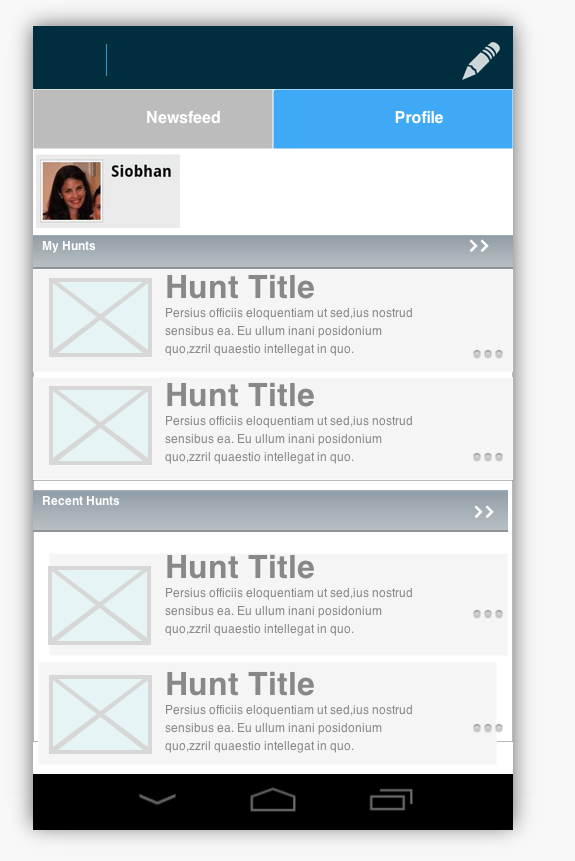 Newsfeed
Profile
Siobhan
My Hunts
Hunt Title
Persius officiis eloquentiam ut sed,ius nostrud
sensibus ea. Eu ullum inani posidonium
quo,zzril quaestio intellegat in quo.
Hunt Title
Persius officiis eloquentiam ut sed,ius nostrud
sensibus ea. Eu ullum inani posidonium
quo,zzril quaestio intellegat in quo.
Recent Hunts
Hunt Title
Persius officiis eloquentiam ut sed,ius nostrud
sensibus ea. Eu ullum inani posidonium
quo,zzril quaestio intellegat in quo.
Hunt Title
Persius officiis eloquentiam ut sed,ius nostrud
sensibus ea. Eu ullum inani posidonium
quo,zzril quaestio intellegat in quo.